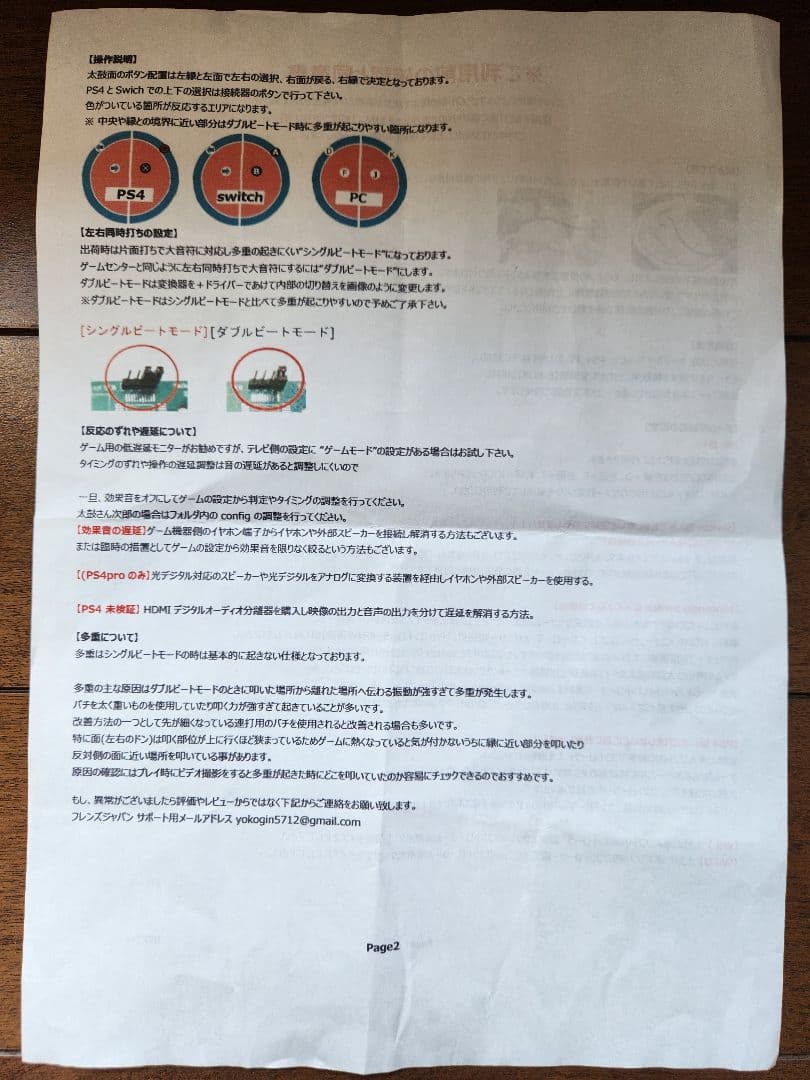 【操作説明】
太鼓面のボタン配置は左縁と左面で左右の選択、右面が戻る、右縁で決定となっております。
PS4 と Swich での上下の選択は接続器のボタンで行って下さい。
色がついている箇所が反応するエリアになります。
※ 中央や縁との境界に近い部分はダブルビートモード時に多重が起こりやすい箇所になります。
PS4
A
B
switch
D
K
F
J
PC
【左右同時打ちの設定】
出荷時は片面打ちで大音符に対応し多重の起きにくい"シングルビートモード"になっております。
ゲームセンターと同じように左右同時打ちで大音符にするには"ダブルビートモード"にします。
ダブルビートモードは変換器を+ドライバーであけて内部の切り替えを画像のように変更します。
※ダブルビートモードはシングルビートモードと比べて多重が起こりやすいので予めご了承下さい。
[シングルビートモード] [ダブルビートモード]
【反応のずれや遅延について】
ゲーム用の低遅延モニターがお勧めですが、テレビ側の設定に "ゲームモード"の設定がある場合はお試し下さい。
タイミングのずれや操作の遅延調整は音の遅延があると調整しにくいので
一旦、効果音をオフにしてゲームの設定から判定やタイミングの調整を行ってください。
太鼓さん次郎の場合はフォルダ内の config の調整を行ってください。
【効果音の遅延】ゲーム機器側のイヤホン端子からイヤホンや外部スピーカーを接続し解消する方法もございます。
または臨時の措置としてゲームの設定から効果音を限りなく絞るという方法もございます。
【(PS4pro のみ】光デジタル対応のスピーカーや光デジタルをアナログに変換する装置を経由しイヤホンや外部スピーカーを使用する。
【PS4 未検証】HDMI デジタルオーディオ分離器を購入し映像の出力と音声の出力を分けて遅延を解消する方法。
【多重について】
多重はシングルビートモードの時は基本的に起きない仕様となっております。
多重の主な原因はダブルビートモードのときに叩いた場所から離れた場所へ伝わる振動が強すぎて多重が発生します。
バチを太く重いものを使用していたり叩く力が強すぎて起きていることが多いです。
改善方法の一つとして先が細くなっている連打用のバチを使用されると改善される場合も多いです。
特に面(左右のドン)は叩く部位が上に行くほど狭まっているためゲームに熱くなっていると気が付かないうちに縁に近い部分を叩いたり
反対側の面に近い場所を叩いている事があります。
原因の確認にはプレイ時にビデオ撮影をすると多重が起きた時にどこを叩いていたのか容易にチェックできるのでおすすめです。
もし、異常がございましたら評価やレビューからではなく下記からご連絡をお願い致します。
フレンズジャパン サポート用メールアドレス yokogin5712@gmail.com
Page2